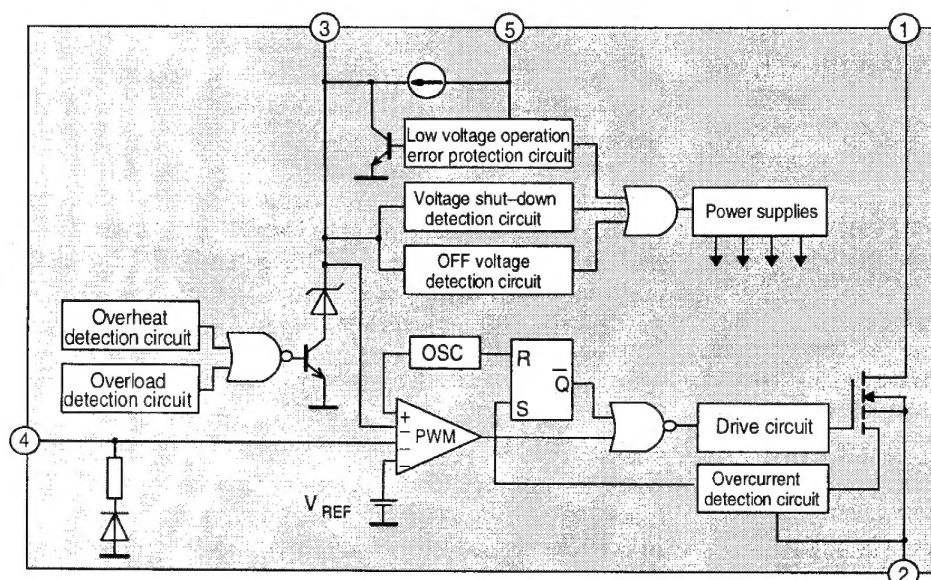 3
5
1
Low voltage operation
error protection circuit
Voltage shut–down
detection circuit
Power supplies
OFF voltage
detection circuit
Overheat
detection circuit
Overload
detection circuit
OSC
R
Q̅
S
4
+
−
PWM
−
Drive circuit
V REF
Overcurrent
detection circuit
2